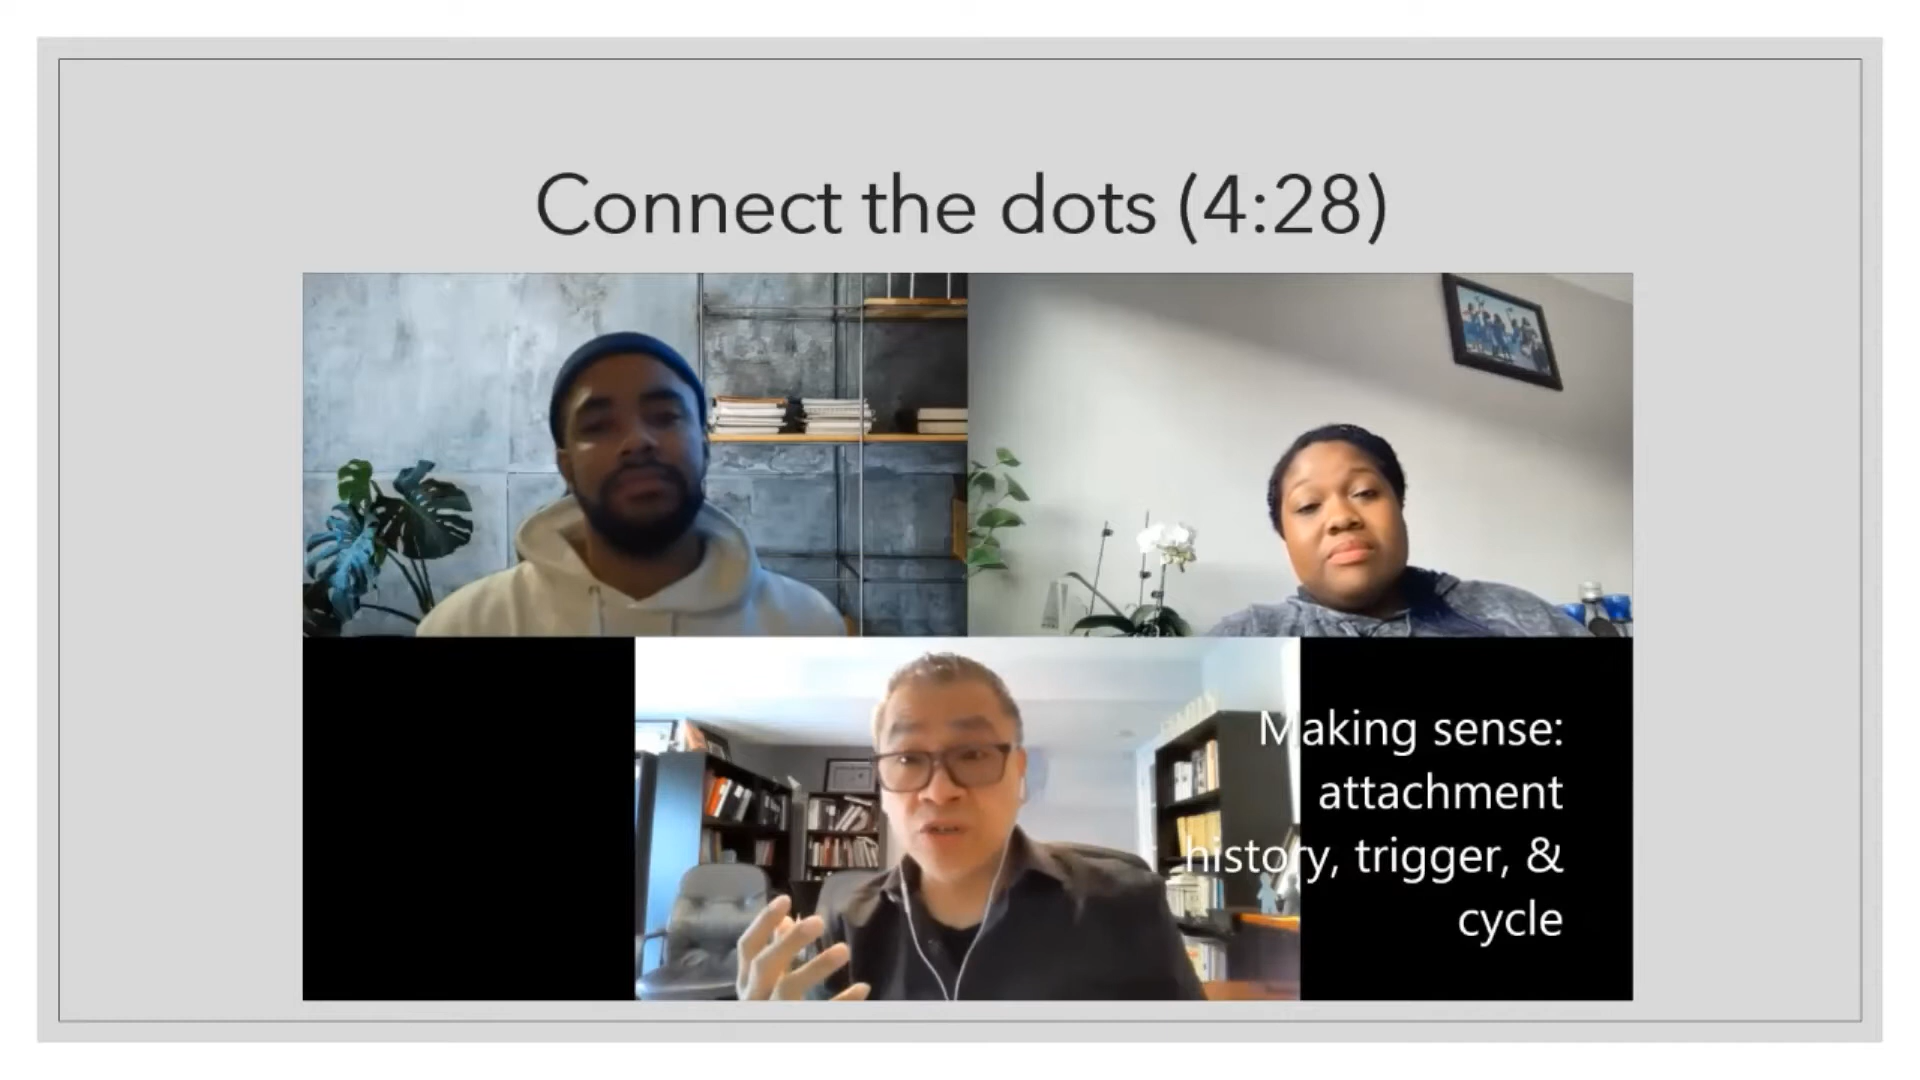 Connect the dots (4:28)
Making sense:
attachment
history, trigger, &
cycle